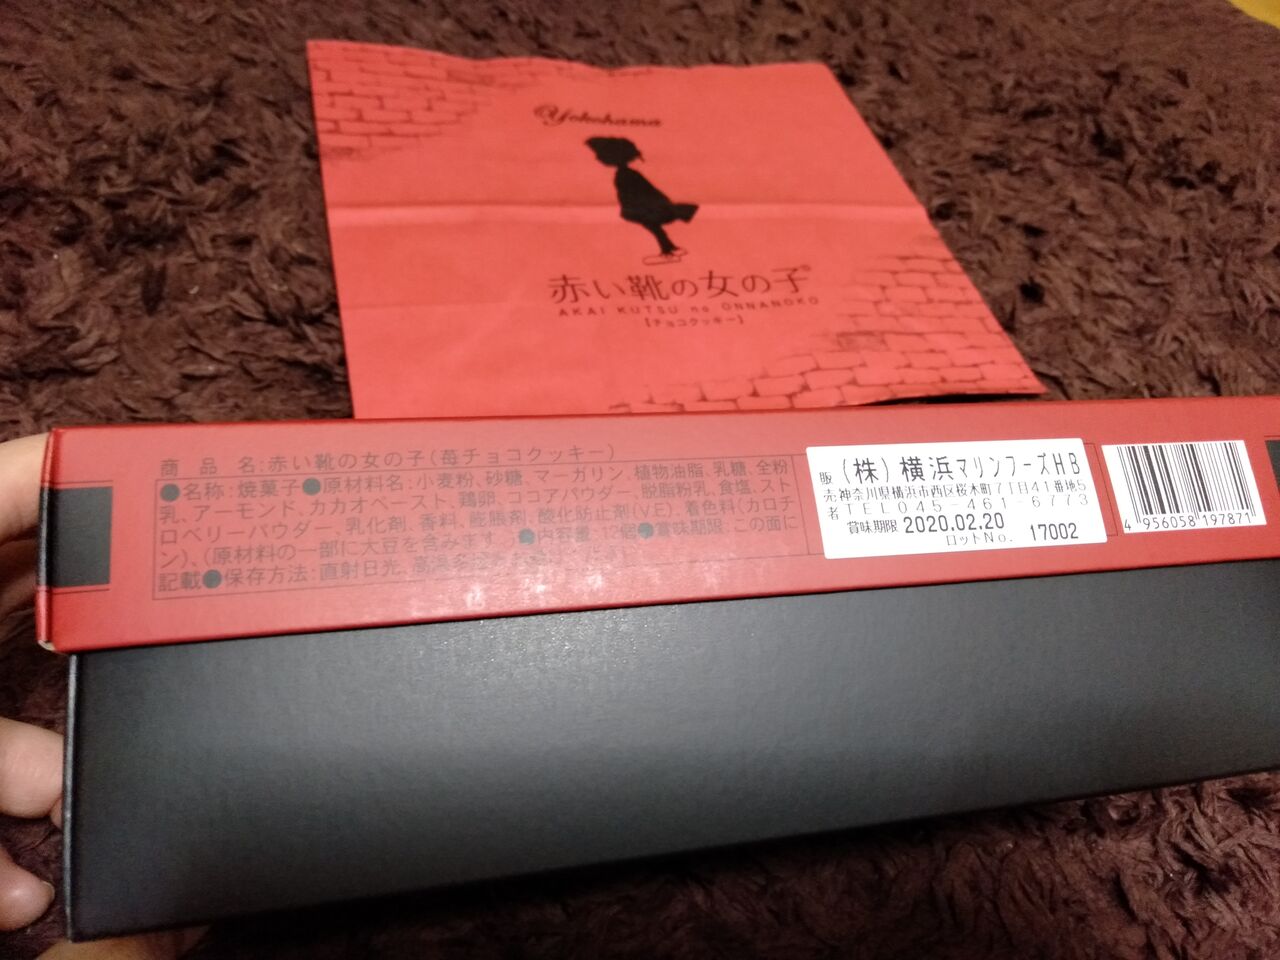 Yokohama
赤い靴の女の子
AKAI KUTSU no ONNANOKO
【チョコクッキー】
商品名:赤い靴の女の子(苺チョコクッキー)
●名称:焼菓子●原材料名:小麦粉、砂糖、マーガリン、植物油脂、乳糖、全粉
乳、アーモンド、カカオペースト、鶏卵、ココアパウダー、脱脂粉乳、食塩、スト
ロベリーパウダー、乳化剤、香料、膨脹剤、酸化防止剤(V.E)、着色料(カロチ
ン)、(原材料の一部に大豆を含みます)●内容量:12個●賞味期限:この面に
記載●保存方法:直射日光、高温多湿
販売者
(株)横浜マリンフーズHB
神奈川県横浜市西区桜木町7丁目41番地5
TEL045-461-6773
賞味期限 2020.02.20
ロットNo. 17002
4 956058 197871